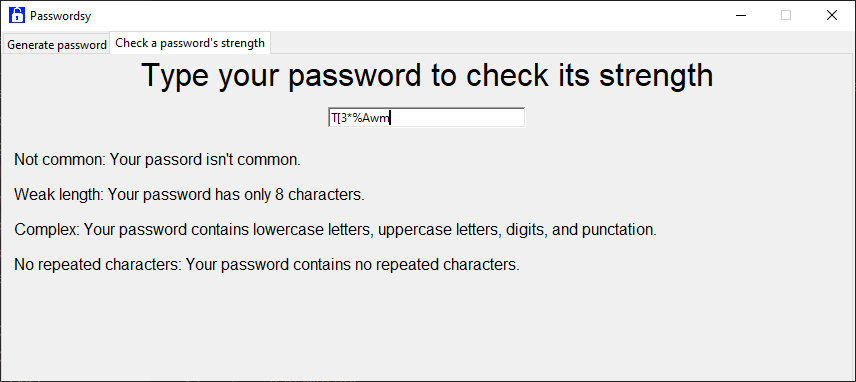 Passwordsy
Generate password
Check a password's strength
Type your password to check its strength
T[3*%Awm
Not common: Your passord isn't common.
Weak length: Your password has only 8 characters.
Complex: Your password contains lowercase letters, uppercase letters, digits, and punctation.
No repeated characters: Your password contains no repeated characters.